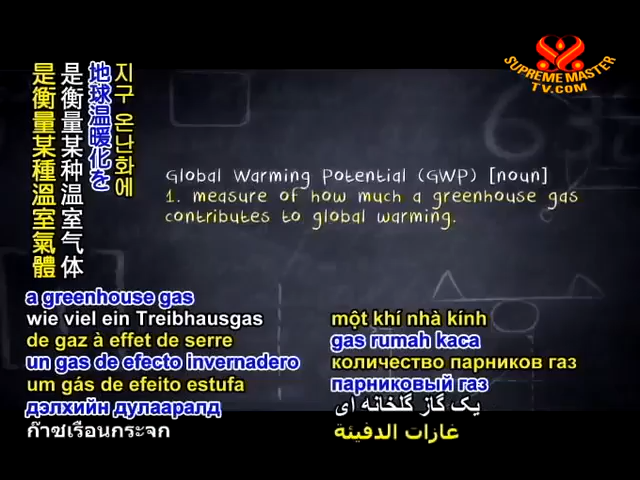 SUPREME MASTER
TV.COM
Global Warming Potential (GWP) [noun]
1. measure of how much a greenhouse gas
contributes to global warming.
지구 온난화에
地球温暖化を
是衡量某种温室气体
是衡量某種溫室氣體
a greenhouse gas
wie viel ein Treibhausgas
de gaz à effet de serre
un gas de efecto invernadero
um gás de efeito estufa
дэлхийн дулааралд
ก๊าซเรือนกระจก
một khí nhà kính
gas rumah kaca
количество парников газ
парниковый газ
یک گاز گلخانه ای
غازات الدفيئة